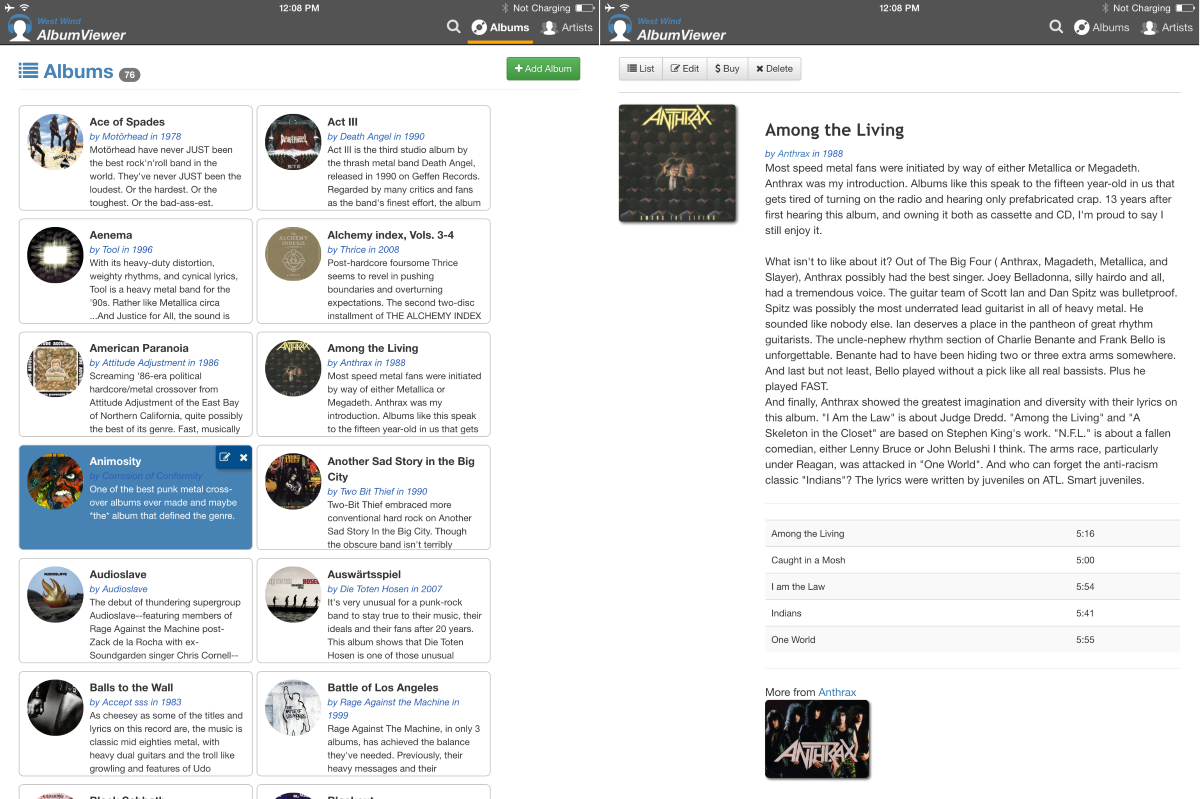 12:08 PM
Not Charging
West Wind
AlbumViewer
Albums
Artists
Albums 76
Add Album
Ace of Spades
by Motörhead in 1978
Motörhead have never JUST been
the best rock'n'roll band in the
world. They've never JUST been the
loudest. Or the hardest. Or the
toughest. Or the bad-ass-est.
Act III
by Death Angel in 1990
Act III is the third studio album by
the thrash metal band Death Angel,
released in 1990 on Geffen Records.
Regarded by many critics and fans
as the band's finest effort, the album
Aenema
by Tool in 1996
With its heavy-duty distortion,
weighty rhythms, and cynical lyrics,
Tool is a heavy metal band for the
'90s. Rather like Metallica circa
...And Justice for All, the sound is
Alchemy index, Vols. 3-4
by Thrice in 2008
Post-hardcore foursome Thrice
seems to revel in pushing
boundaries and overturning
expectations. The second two-disc
installment of THE ALCHEMY INDEX
American Paranoia
by Attitude Adjustment in 1986
Screaming '86-era political
hardcore/metal crossover from
Attitude Adjustment of the East Bay
of Northern California, quite possibly
the best of its genre. Fast, musically
Among the Living
by Anthrax in 1988
Most speed metal fans were initiated
by way of either Metallica or
Megadeth. Anthrax was my
introduction. Albums like this speak
to the fifteen year-old in us that gets
Animosity
by Corrosion of Conformity
One of the best punk metal cross-
over albums ever made and maybe
*the* album that defined the genre.
Another Sad Story in the Big
City
by Two Bit Thief in 1990
Two-Bit Thief embraced more
conventional hard rock on Another
Sad Story In the Big City. Though
the obscure band isn't terribly
Audioslave
by Audioslave
The debut of thundering supergroup
Audioslave--featuring members of
Rage Against the Machine post-
Zack de la Rocha with ex-
Soundgarden singer Chris Cornell--
Auswärtsspiel
by Die Toten Hosen in 2007
It's very unusual for a punk-rock
band to stay true to their music, their
ideals and their fans after 20 years.
This album shows that Die Toten
Hosen is one of those unusual
Balls to the Wall
by Accept sss in 1983
As cheesey as some of the titles and
lyrics on this record are, the music is
classic mid eighties metal, with
heavy dual guitars and the troll like
growling and features of Udo
Battle of Los Angeles
by Rage Against the Machine in
1999
Rage Against The Machine, in only 3
albums, has achieved the balance
they've needed. Previously, their
heavy messages and their
12:08 PM
Not Charging
West Wind
AlbumViewer
Albums
Artists
List
Edit
$ Buy
Delete
ANTHRAX
AMONG THE LIVING
Among the Living
by Anthrax in 1988
Most speed metal fans were initiated by way of either Metallica or Megadeth.
Anthrax was my introduction. Albums like this speak to the fifteen year-old in us that
gets tired of turning on the radio and hearing only prefabricated crap. 13 years after
first hearing this album, and owning it both as cassette and CD, I'm proud to say I
still enjoy it.
What isn't to like about it? Out of The Big Four ( Anthrax, Magadeth, Metallica, and
Slayer), Anthrax possibly had the best singer. Joey Belladonna, silly hairdo and all,
had a tremendous voice. The guitar team of Scott Ian and Dan Spitz was bulletproof.
Spitz was possibly the most underrated lead guitarist in all of heavy metal. He
sounded like nobody else. Ian deserves a place in the pantheon of great rhythm
guitarists. The uncle-nephew rhythm section of Charlie Benante and Frank Bello is
unforgettable. Benante had to have been hiding two or three extra arms somewhere.
And last but not least, Bello played without a pick like all real bassists. Plus he
played FAST.
And finally, Anthrax showed the greatest imagination and diversity with their lyrics on
this album. "I Am the Law" is about Judge Dredd. "Among the Living" and "A
Skeleton in the Closet" are based on Stephen King's work. "N.F.L." is about a fallen
comedian, either Lenny Bruce or John Belushi I think. The arms race, particularly
under Reagan, was attacked in "One World". And who can forget the anti-racism
classic "Indians"? The lyrics were written by juveniles on ATL. Smart juveniles.
Among the Living 5:16
Caught in a Mosh 5:00
I am the Law 5:54
Indians 5:41
One World 5:55
More from Anthrax
ANTHRAX